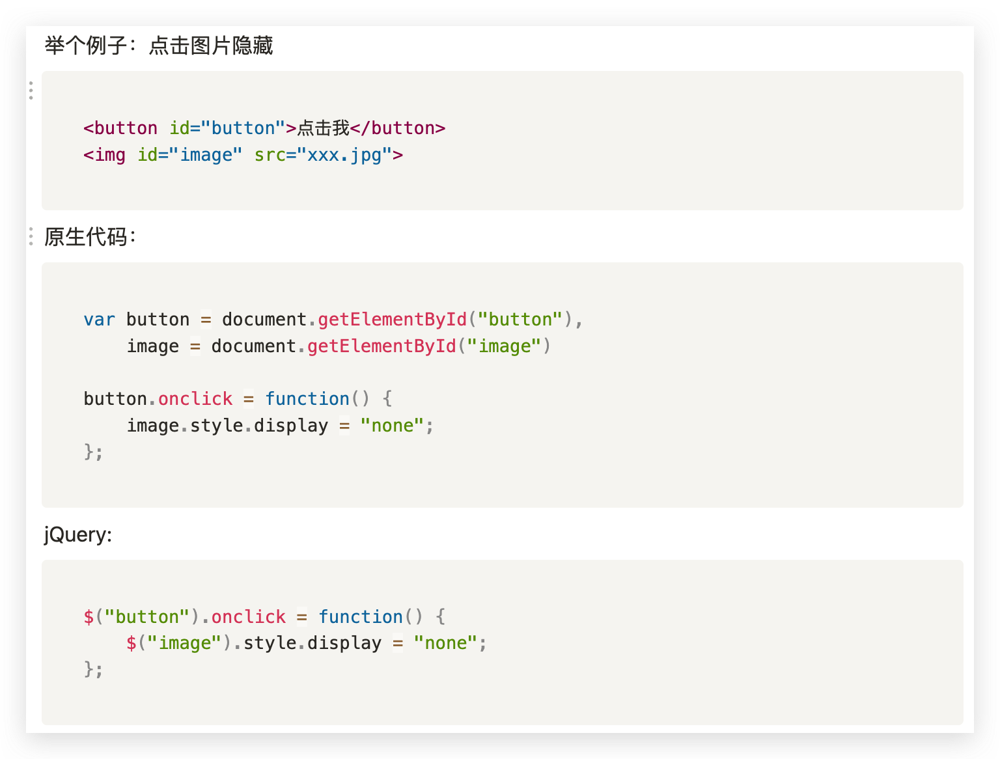 举个例子：点击图片隐藏
<button id="button">点击我</button>
<img id="image" src="xxx.jpg">
原生代码：
var button = document.getElementById("button"),
    image = document.getElementById("image")
button.onclick = function() {
    image.style.display = "none";
};
jQuery:
$("button").onclick = function() {
    $("image").style.display = "none";
};